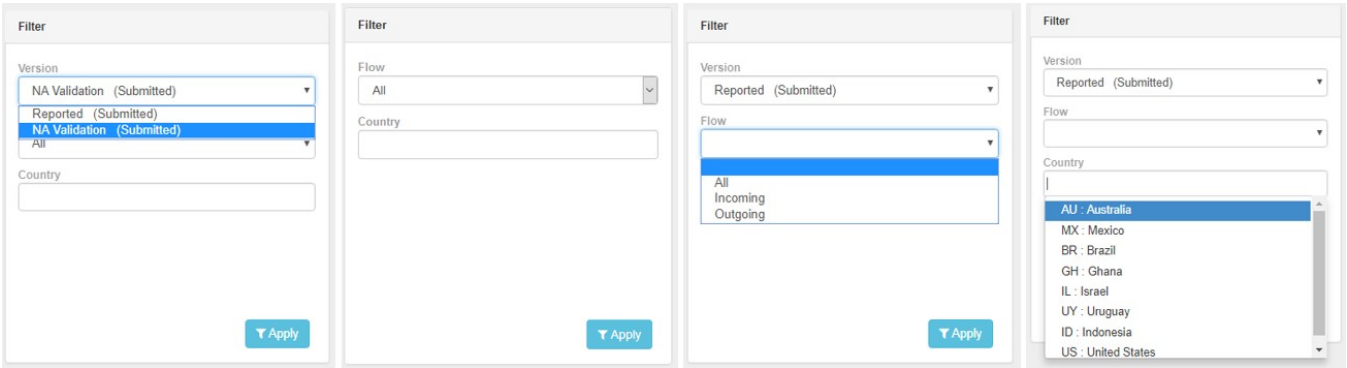 Filter
Version
NA Validation (Submitted)
Reported (Submitted)
NA Validation (Submitted)
All
Country
Apply
Filter
Flow
All
Country
Apply
Filter
Version
Reported (Submitted)
Flow
All
Incoming
Outgoing
Apply
Filter
Version
Reported (Submitted)
Flow
Country
AU : Australia
MX : Mexico
BR : Brazil
GH : Ghana
IL : Israel
UY : Uruguay
ID : Indonesia
US : United States